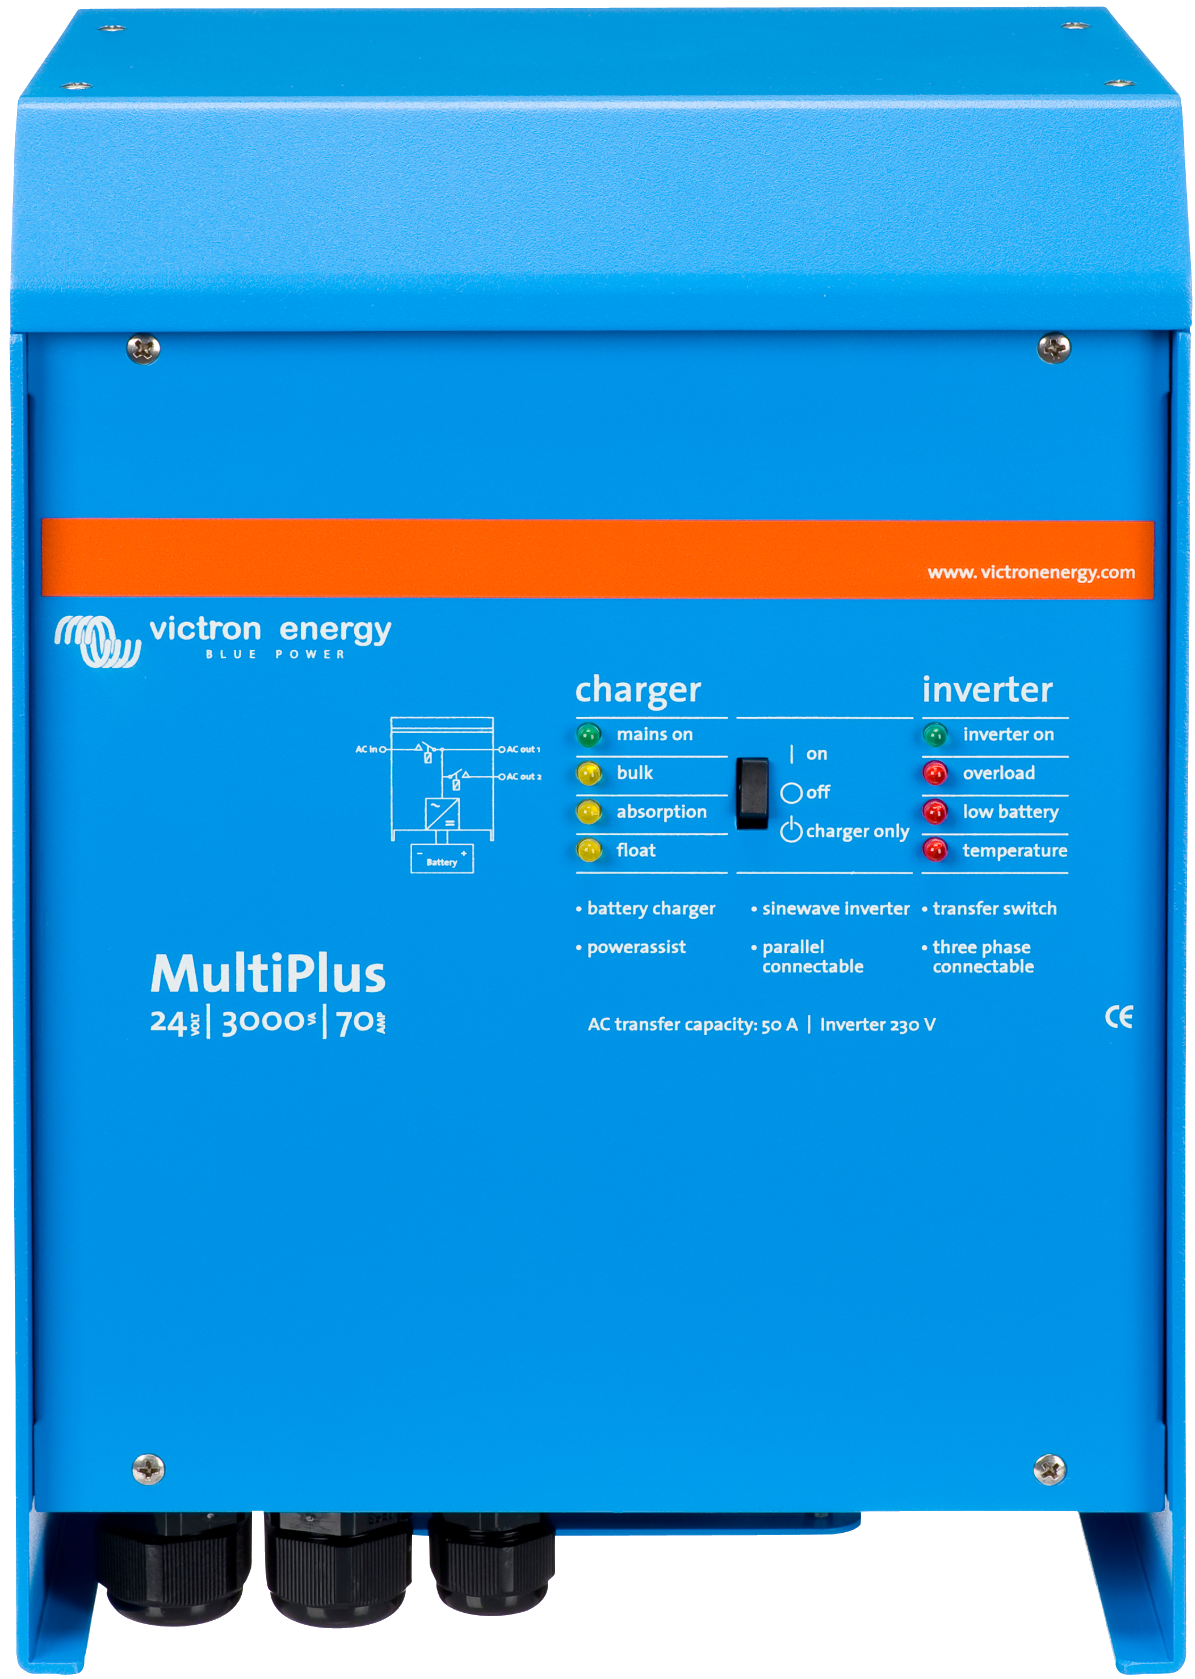 www. victronenergy.com
victron energy
BLUE POWER
charger
inverter
mains on
bulk
absorption
float
on
off
charger only
inverter on
overload
low battery
temperature
AC in
AC out 1
AC out 2
- +
Battery
• battery charger
• sinewave inverter
• transfer switch
• powerassist
• parallel
connectable
• three phase
connectable
MultiPlus
24 VOLT | 3000 VA | 70 AMP
AC transfer capacity: 50 A | Inverter 230 V
CE